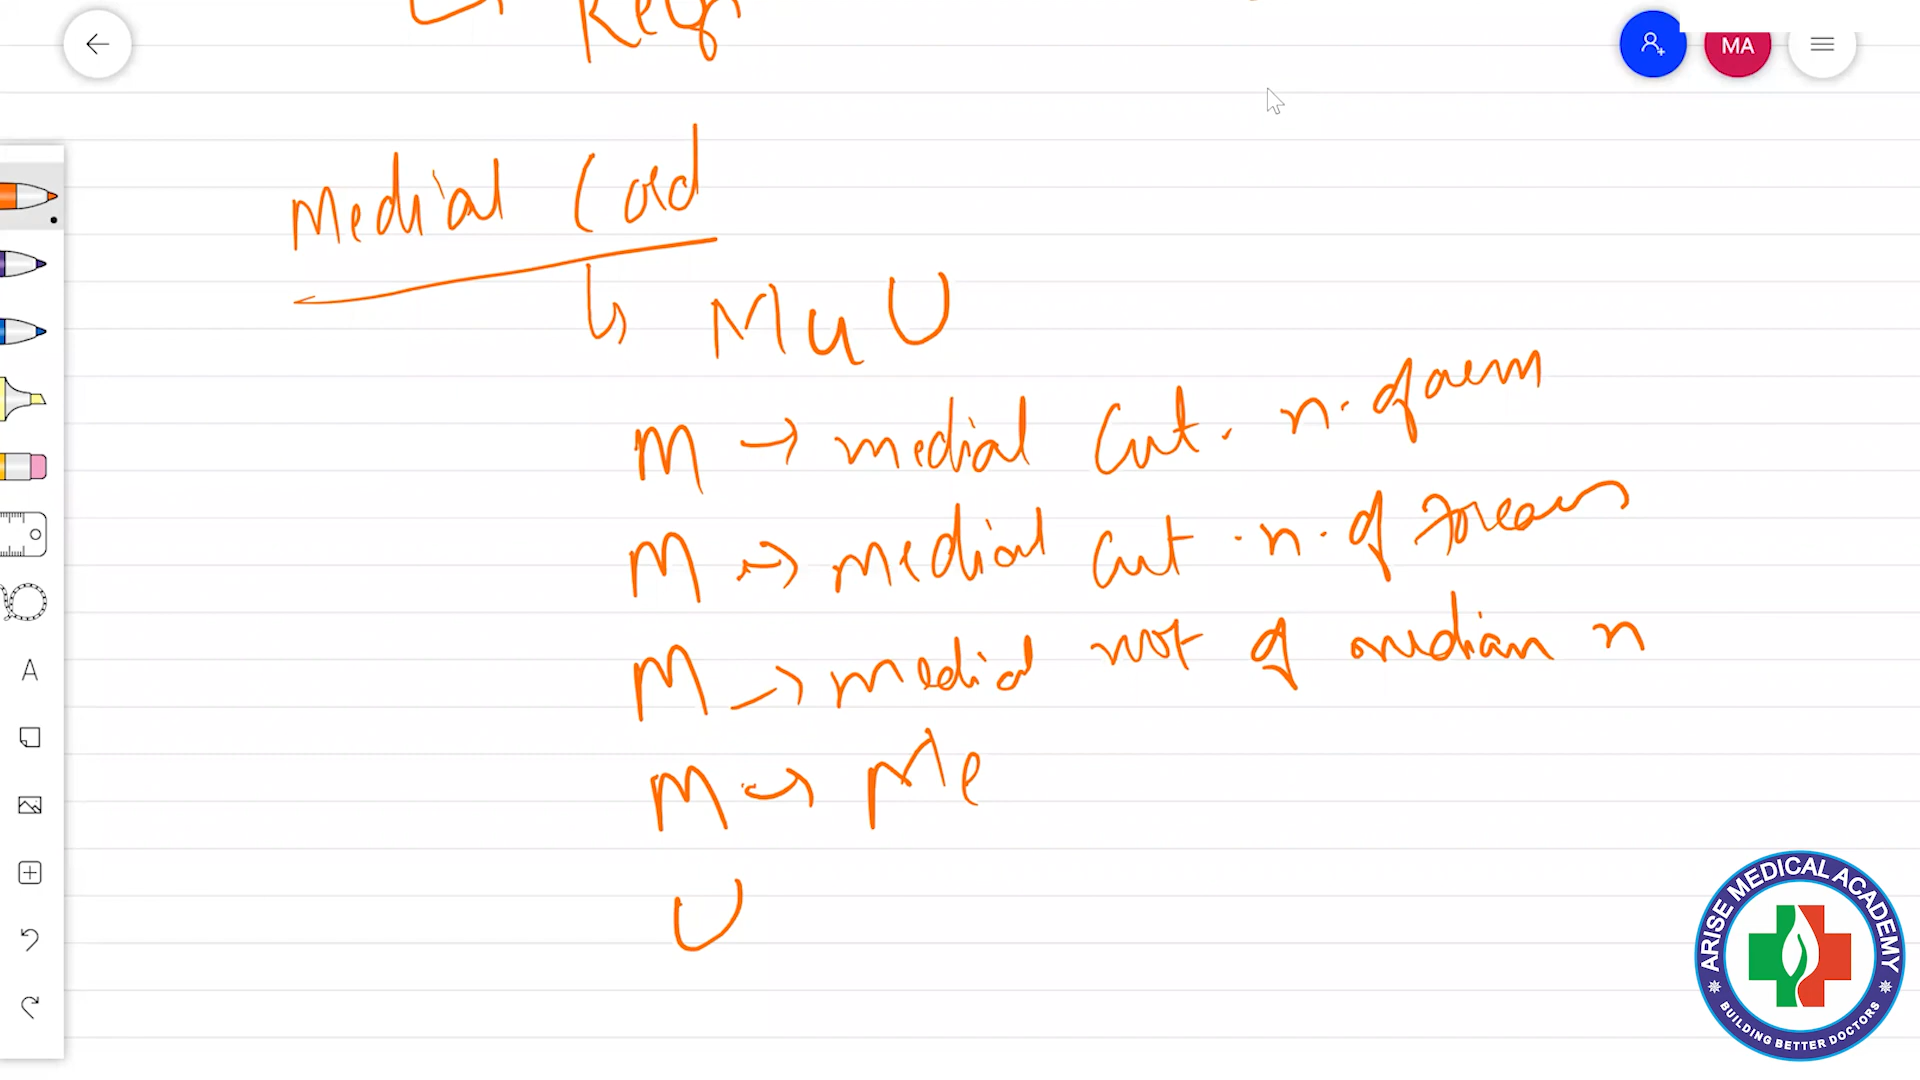 MA
Medial Cord
↳ M4 U
M → medial Cut. n. of arm
M → medial Cut. n. of forearm
M → medial root of median n
M → Me
U
A
ARISE MEDICAL ACADEMY
BUILDING BETTER DOCTORS